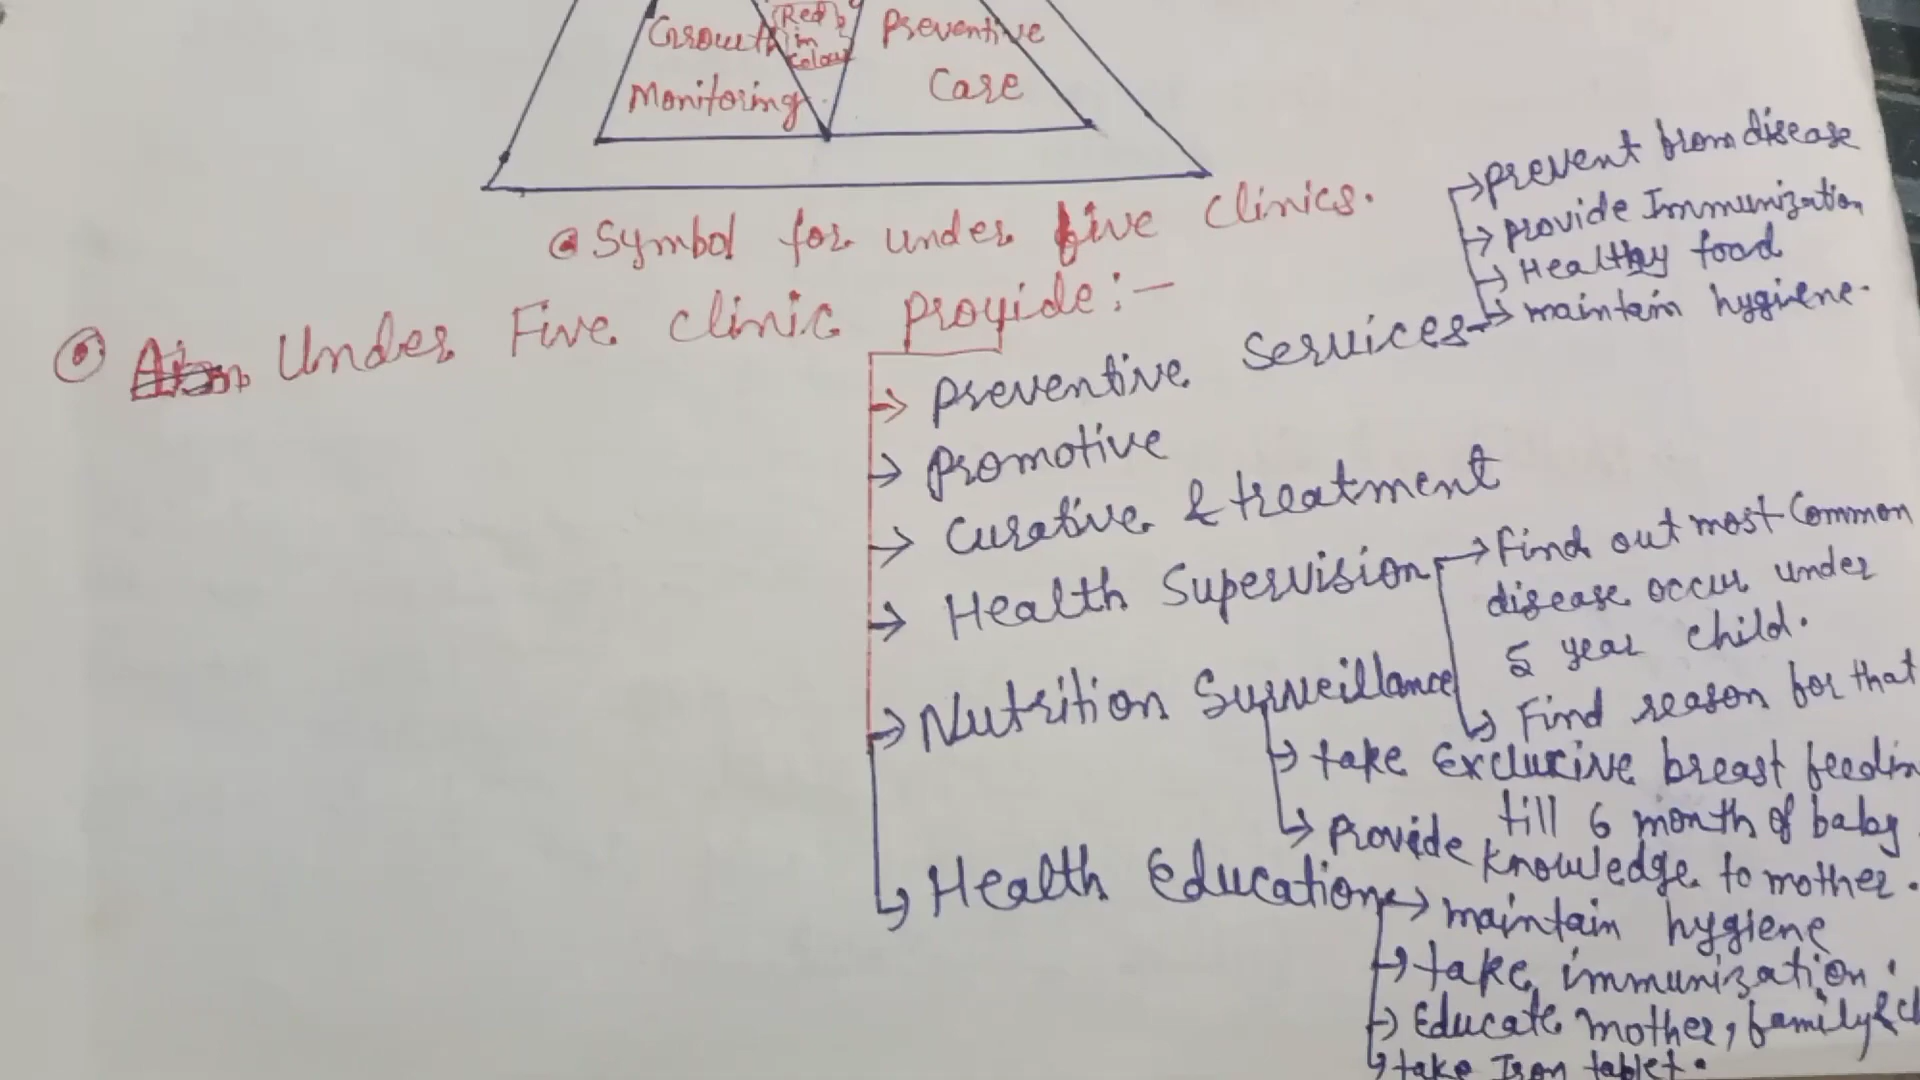 Growth
Monitoring
Red
in
colour
Preventive
Care
Symbol for under five clinics.
Under Five clinic provide:-
preventive services
prevent from disease
provide Immunization
Healthy food
maintain hygiene.
promotive
Curative & treatment
Health Supervision
Find out most common
disease occur under
5 year child.
Find reason for that
Nutrition Surveillance
take Exclucive breast feedin
till 6 month of baby
Provide knowledge to mother.
Health Education
maintain hygiene
take immunization.
Educate mother, family &
take Iron tablet.